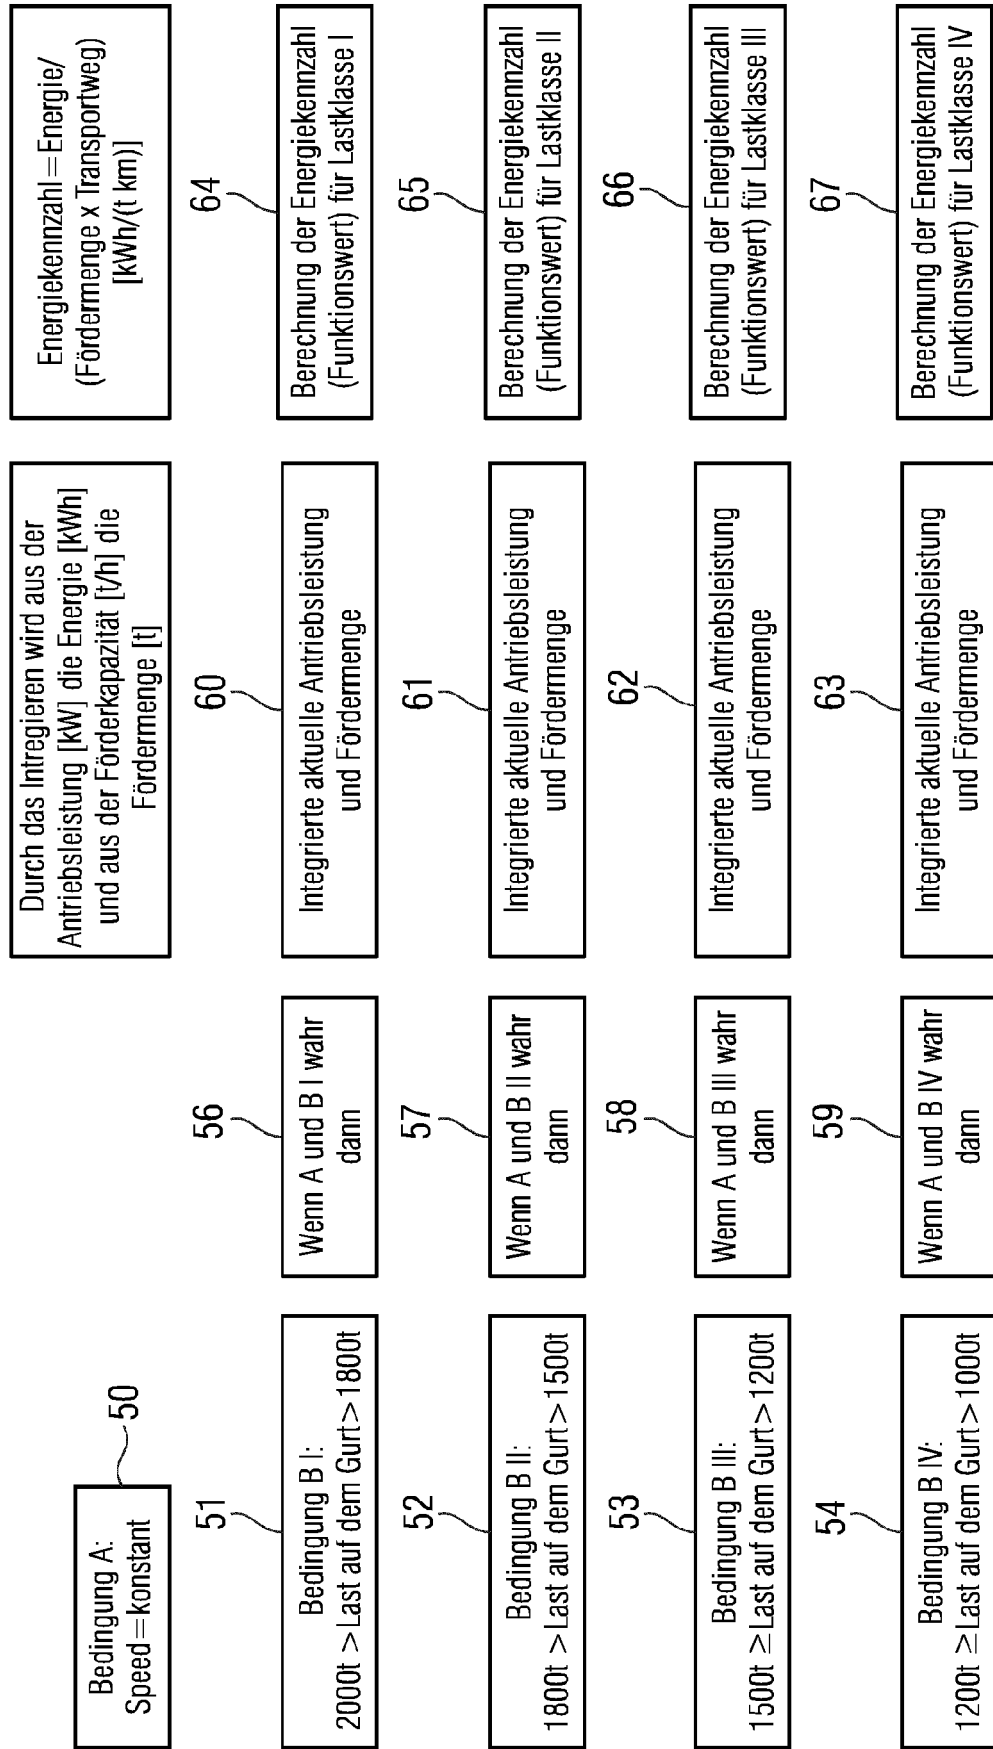 Bedingung A:
Speed=konstant
50
Durch das Intregieren wird aus der
Antriebsleistung [kW] die Energie [kWh]
und aus der Förderkapazität [t/h] die
Fördermenge [t]
Energiekennzahl=Energie/
(Fördermenge x Transportweg)
[kWh/(t km)]
51
Bedingung B I:
2000t >Last auf dem Gurt>1800t
56
Wenn A und B I wahr
dann
60
Integrierte aktuelle Antriebsleistung
und Fördermenge
64
Berechnung der Energiekennzahl
(Funktionswert) für Lastklasse I
52
Bedingung B II:
1800t >Last auf dem Gurt>1500t
57
Wenn A und B II wahr
dann
61
Integrierte aktuelle Antriebsleistung
und Fördermenge
65
Berechnung der Energiekennzahl
(Funktionswert) für Lastklasse II
53
Bedingung B III:
1500t ≥Last auf dem Gurt>1200t
58
Wenn A und B III wahr
dann
62
Integrierte aktuelle Antriebsleistung
und Fördermenge
66
Berechnung der Energiekennzahl
(Funktionswert) für Lastklasse III
54
Bedingung B IV:
1200t ≥Last auf dem Gurt>1000t
59
Wenn A und B IV wahr
dann
63
Integrierte aktuelle Antriebsleistung
und Fördermenge
67
Berechnung der Energiekennzahl
(Funktionswert) für Lastklasse IV